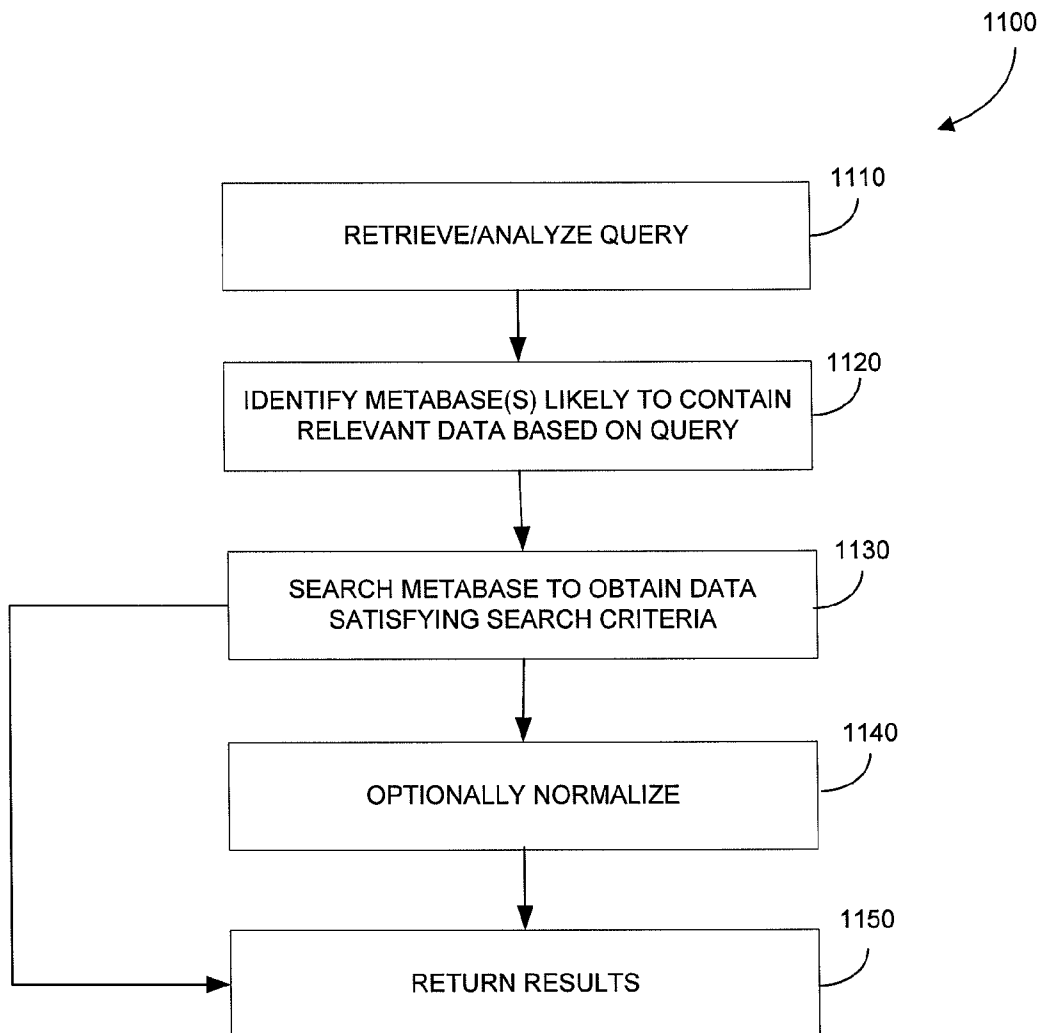 1100
1110
RETRIEVE/ANALYZE QUERY
1120
IDENTIFY METABASE(S) LIKELY TO CONTAIN
RELEVANT DATA BASED ON QUERY
1130
SEARCH METABASE TO OBTAIN DATA
SATISFYING SEARCH CRITERIA
1140
OPTIONALLY NORMALIZE
1150
RETURN RESULTS